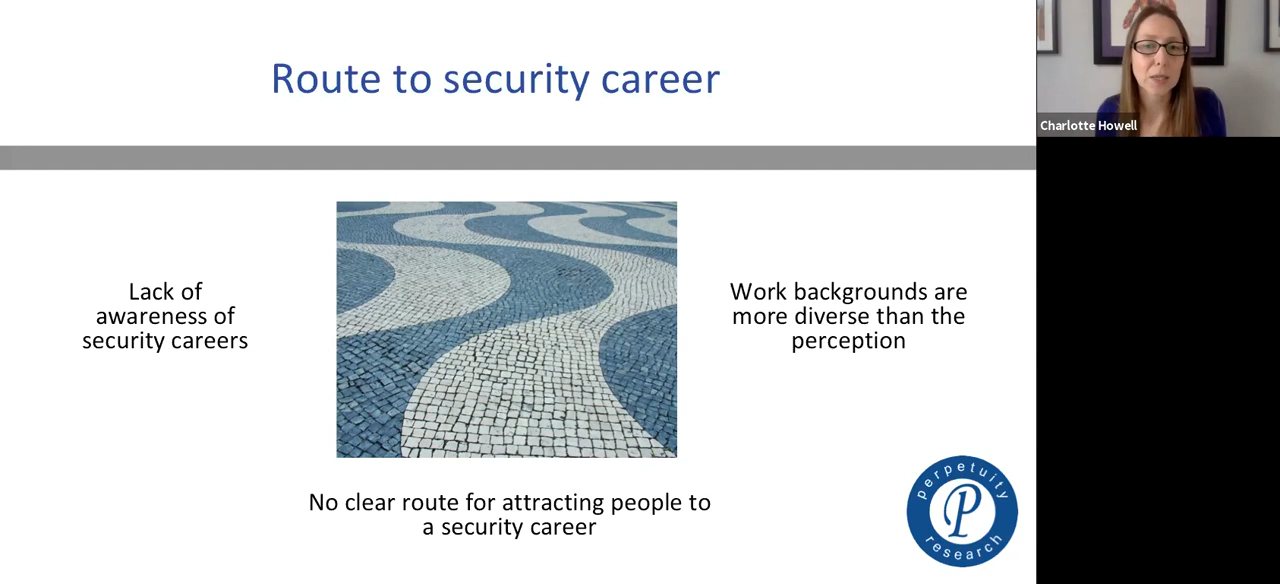 Route to security career
Charlotte Howell
Lack of
awareness of
security careers
Work backgrounds are
more diverse than the
perception
No clear route for attracting people to
a security career
perpetuity
P
research